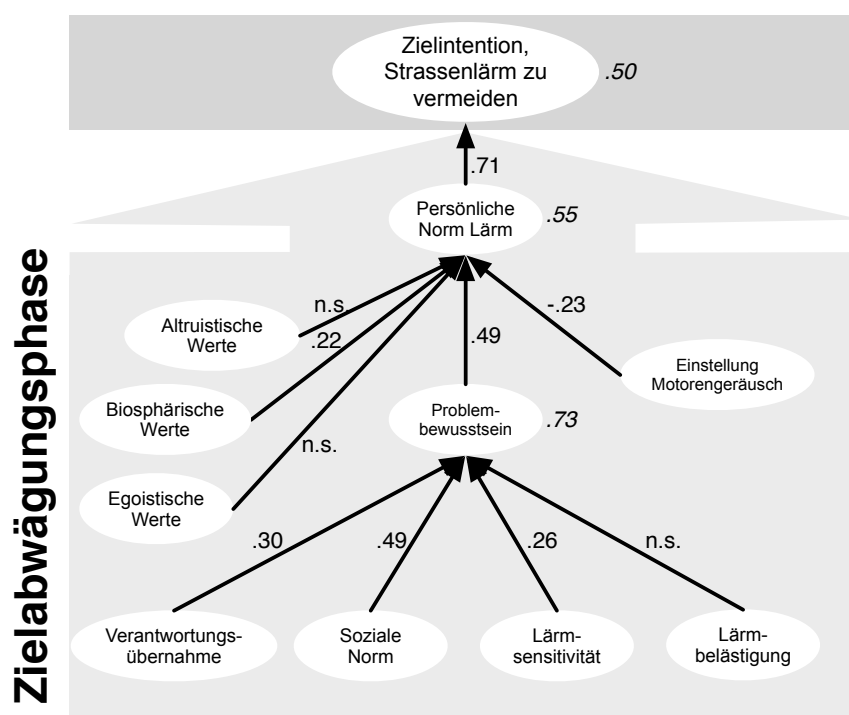 Zielintention,
Strassenlärm zu
vermeiden
.50
.71
Persönliche
Norm Lärm
.55
Zielabwägungsphase
n.s.
-.23
Altruistische
Werte
.22
.49
Einstellung
Motorengeräusch
Biosphärische
Werte
Problem-
bewusstsein
.73
n.s.
Egoistische
Werte
.30
.49
.26
n.s.
Verantwortungs-
übernahme
Soziale
Norm
Lärm-
sensitivität
Lärm-
belästigung